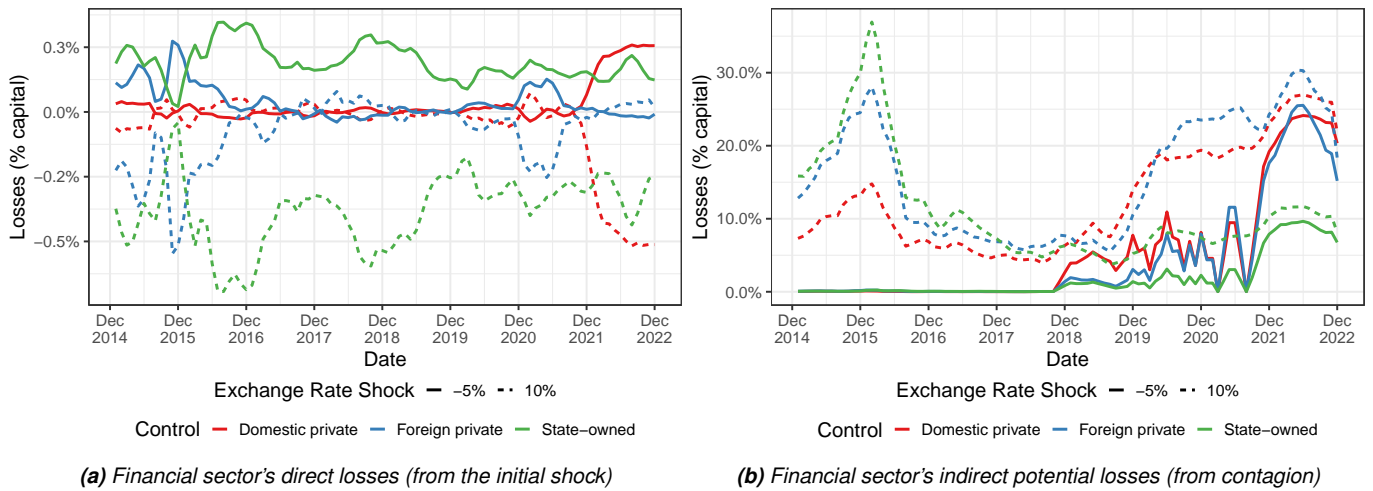 Losses (% capital)
0.3%
0.0%
−0.2%
−0.5%
Dec 2014
Dec 2015
Dec 2016
Dec 2017
Dec 2018
Dec 2019
Dec 2020
Dec 2021
Dec 2022
Date
Exchange Rate Shock −5% 10%
Control Domestic private Foreign private State−owned
(a) Financial sector's direct losses (from the initial shock)
Losses (% capital)
30.0%
20.0%
10.0%
0.0%
Dec 2014
Dec 2015
Dec 2016
Dec 2017
Dec 2018
Dec 2019
Dec 2020
Dec 2021
Dec 2022
Date
Exchange Rate Shock −5% 10%
Control Domestic private Foreign private State−owned
(b) Financial sector's indirect potential losses (from contagion)